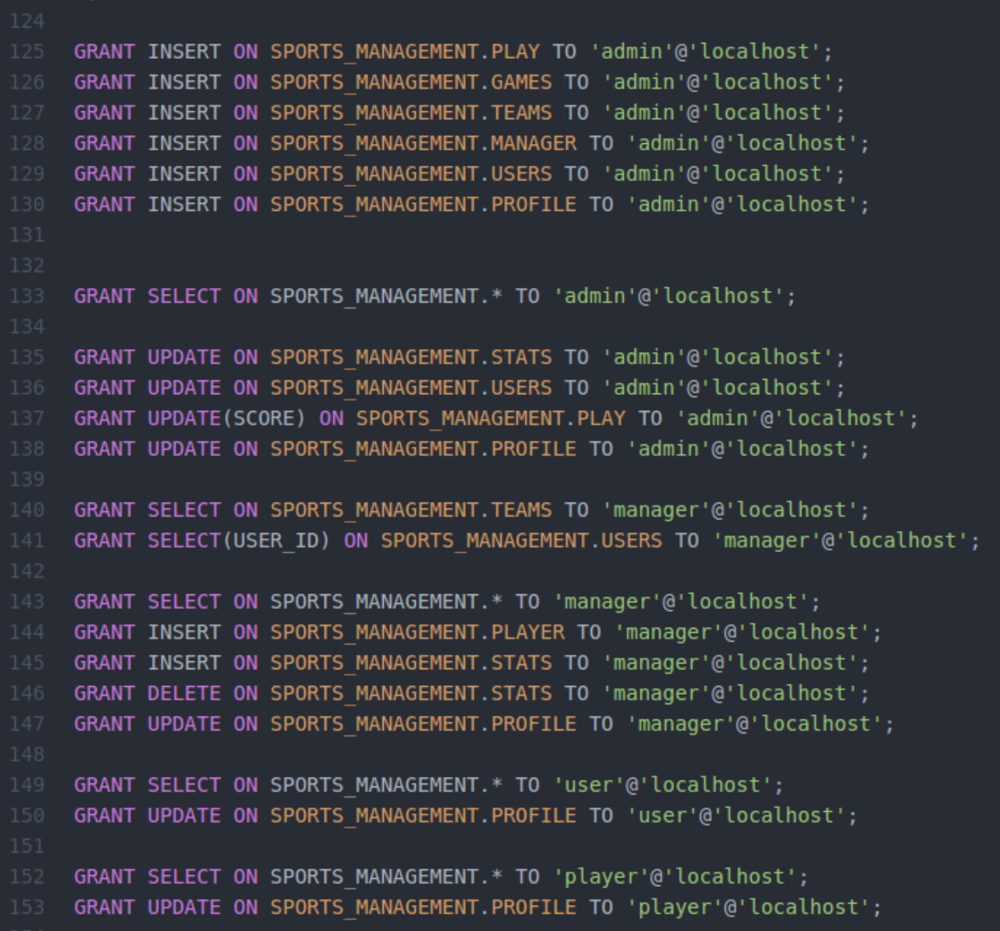 124
125 GRANT INSERT ON SPORTS_MANAGEMENT.PLAY TO 'admin'@'localhost';
126 GRANT INSERT ON SPORTS_MANAGEMENT.GAMES TO 'admin'@'localhost';
127 GRANT INSERT ON SPORTS_MANAGEMENT.TEAMS TO 'admin'@'localhost';
128 GRANT INSERT ON SPORTS_MANAGEMENT.MANAGER TO 'admin'@'localhost';
129 GRANT INSERT ON SPORTS_MANAGEMENT.USERS TO 'admin'@'localhost';
130 GRANT INSERT ON SPORTS_MANAGEMENT.PROFILE TO 'admin'@'localhost';
131
132
133 GRANT SELECT ON SPORTS_MANAGEMENT.* TO 'admin'@'localhost';
134
135 GRANT UPDATE ON SPORTS_MANAGEMENT.STATS TO 'admin'@'localhost';
136 GRANT UPDATE ON SPORTS_MANAGEMENT.USERS TO 'admin'@'localhost';
137 GRANT UPDATE(SCORE) ON SPORTS_MANAGEMENT.PLAY TO 'admin'@'localhost';
138 GRANT UPDATE ON SPORTS_MANAGEMENT.PROFILE TO 'admin'@'localhost';
139
140 GRANT SELECT ON SPORTS_MANAGEMENT.TEAMS TO 'manager'@'localhost';
141 GRANT SELECT(USER_ID) ON SPORTS_MANAGEMENT.USERS TO 'manager'@'localhost';
142
143 GRANT SELECT ON SPORTS_MANAGEMENT.* TO 'manager'@'localhost';
144 GRANT INSERT ON SPORTS_MANAGEMENT.PLAYER TO 'manager'@'localhost';
145 GRANT INSERT ON SPORTS_MANAGEMENT.STATS TO 'manager'@'localhost';
146 GRANT DELETE ON SPORTS_MANAGEMENT.STATS TO 'manager'@'localhost';
147 GRANT UPDATE ON SPORTS_MANAGEMENT.PROFILE TO 'manager'@'localhost';
148
149 GRANT SELECT ON SPORTS_MANAGEMENT.* TO 'user'@'localhost';
150 GRANT UPDATE ON SPORTS_MANAGEMENT.PROFILE TO 'user'@'localhost';
151
152 GRANT SELECT ON SPORTS_MANAGEMENT.* TO 'player'@'localhost';
153 GRANT UPDATE ON SPORTS_MANAGEMENT.PROFILE TO 'player'@'localhost';